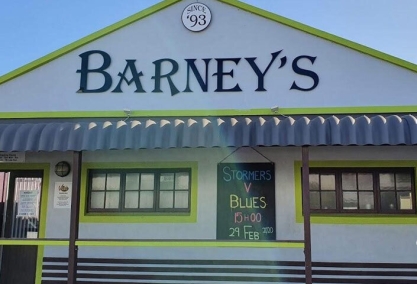 SINCE
'93
BARNEY'S
STORMERS
V
BLUES
15H00
29 FEB 2020